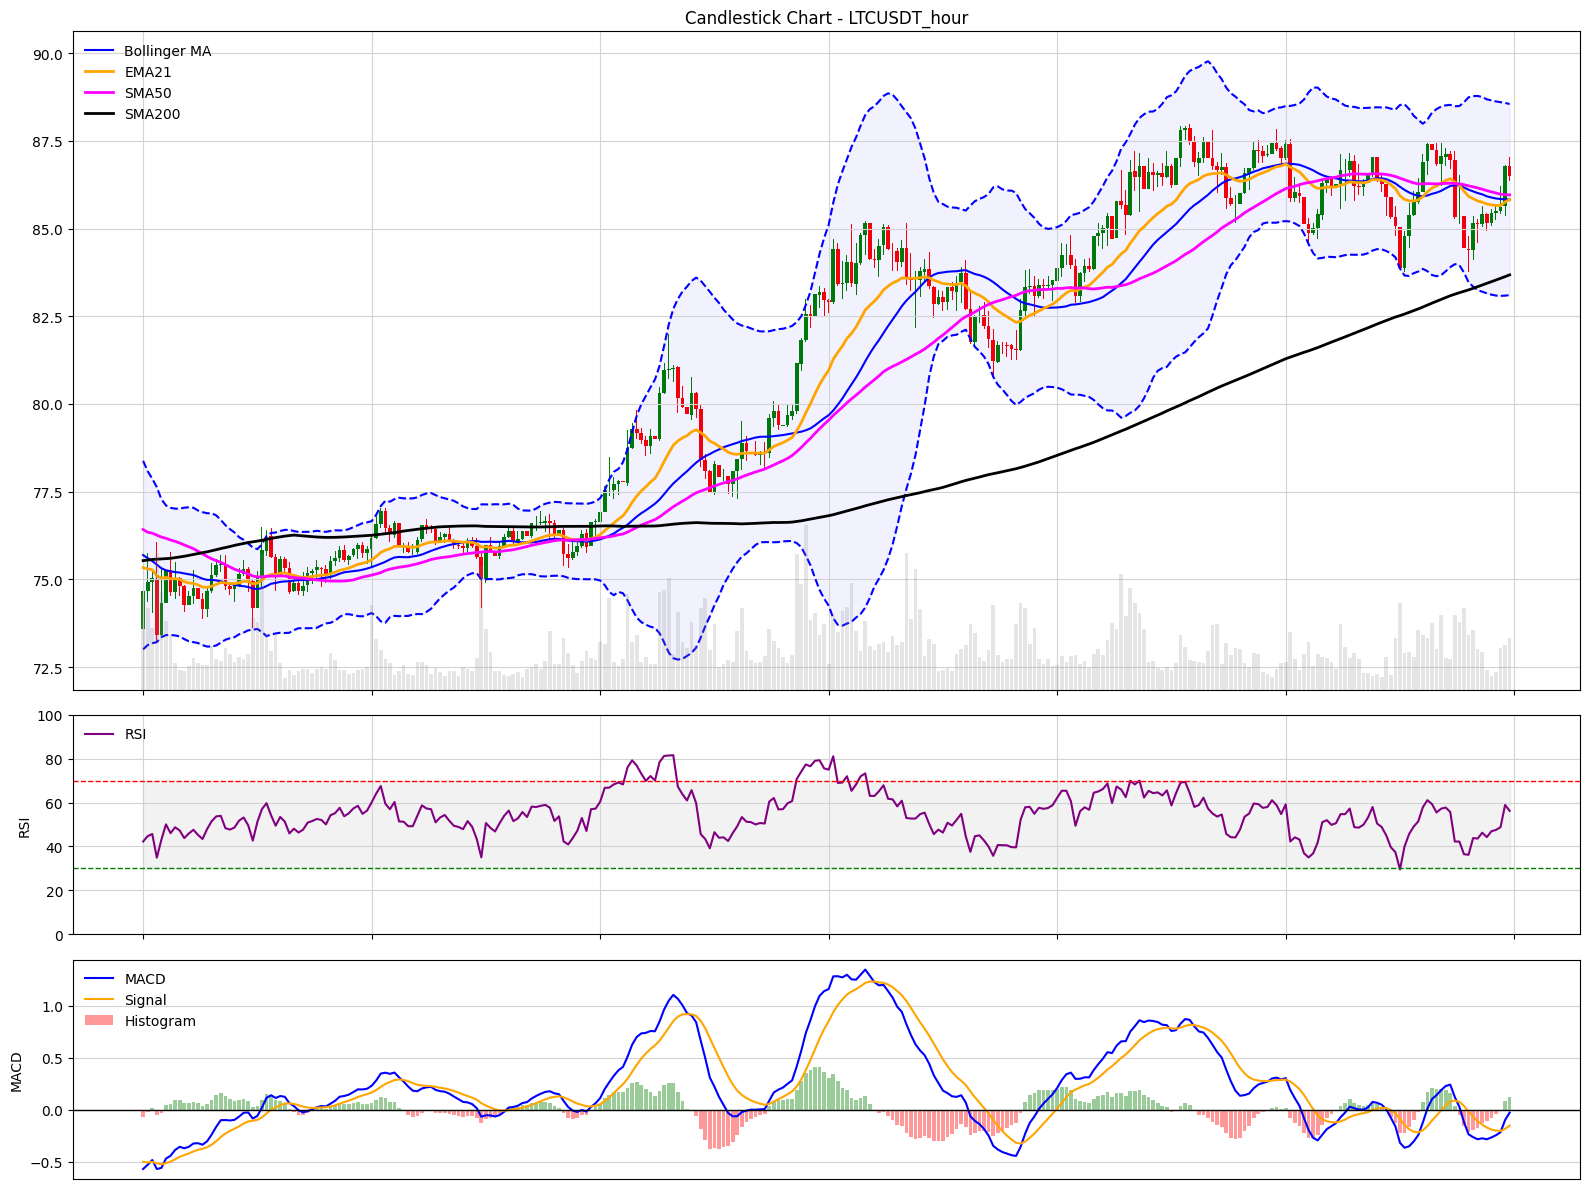 Candlestick Chart - LTCUSDT_hour
Bollinger MA
EMA21
SMA50
SMA200
90.0
87.5
85.0
82.5
80.0
77.5
75.0
72.5
RSI
100
80
60
40
20
0
RSI
MACD
Signal
Histogram
1.0
0.5
0.0
−0.5
MACD